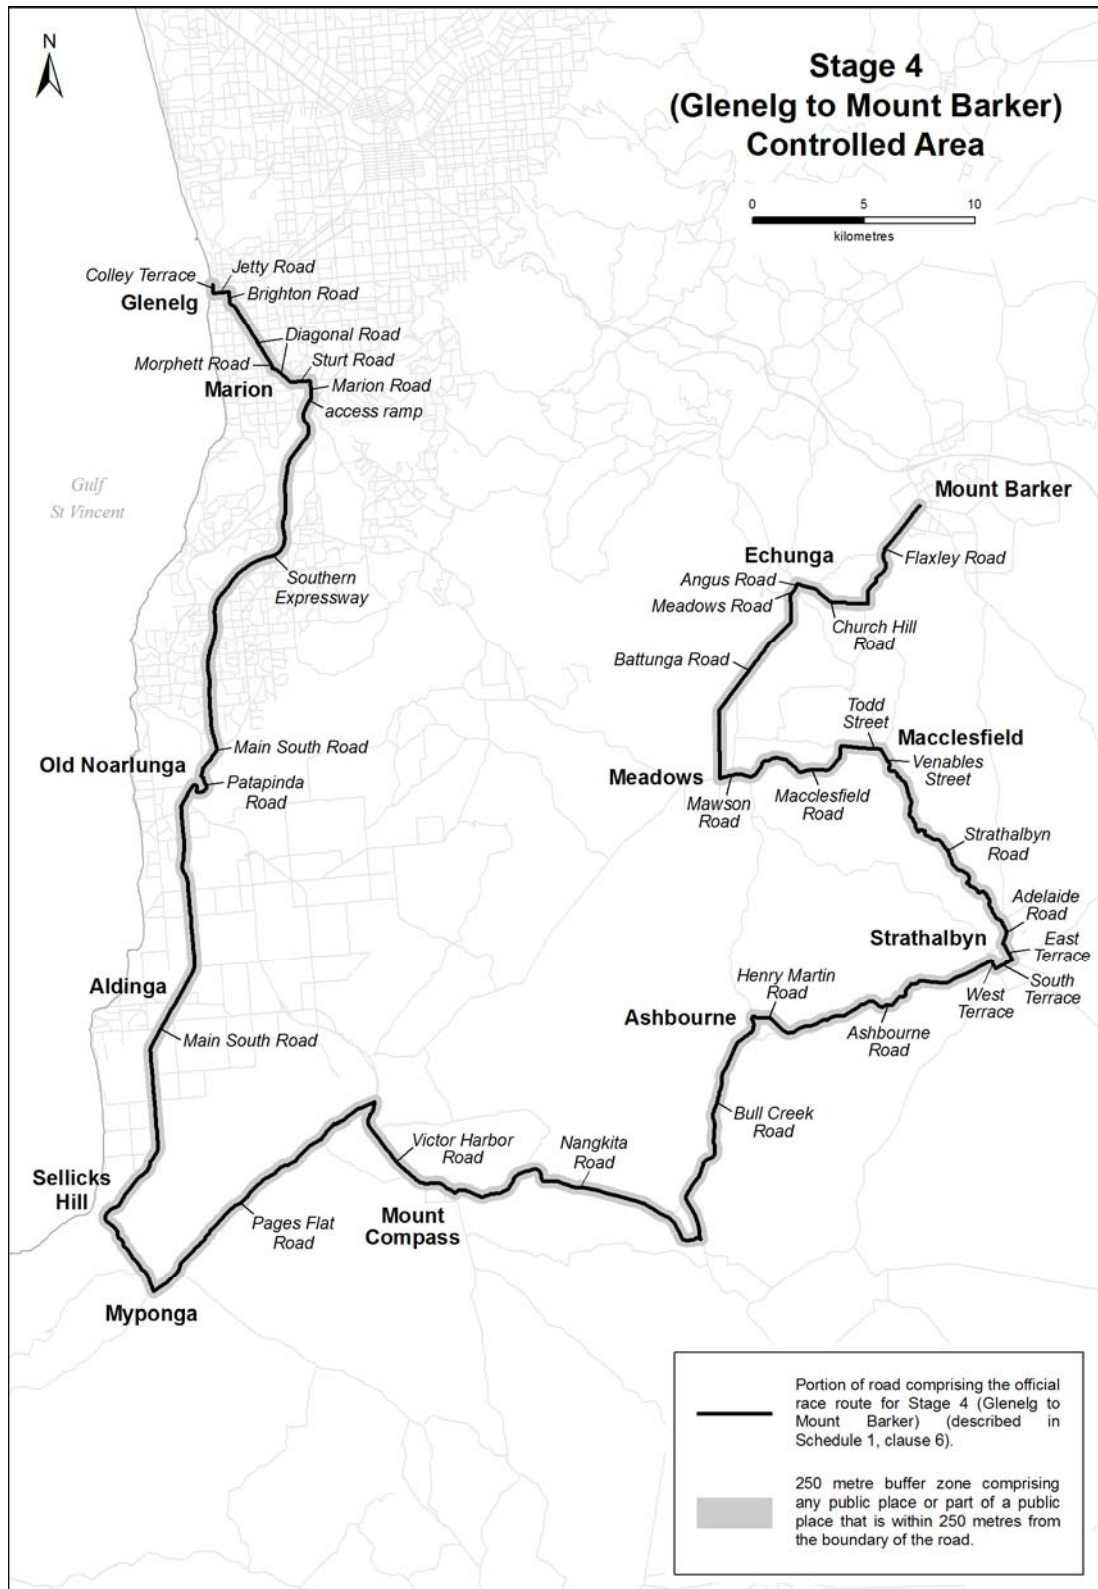 N
Stage 4
(Glenelg to Mount Barker)
Controlled Area
0 5 10
kilometres
Colley Terrace
Jetty Road
Glenelg
Brighton Road
Diagonal Road
Morphett Road
Sturt Road
Marion
Marion Road
access ramp
Gulf
St Vincent
Mount Barker
Echunga
Flaxley Road
Angus Road
Southern
Expressway
Meadows Road
Church Hill
Road
Battunga Road
Todd
Street
Macclesfield
Main South Road
Old Noarlunga
Venables
Street
Patapinda
Road
Meadows
Mawson
Road
Macclesfield
Road
Strathalbyn
Road
Adelaide
Road
Strathalbyn
East
Terrace
Henry Martin
Road
South
Terrace
West
Terrace
Aldinga
Ashbourne
Ashbourne
Road
Main South Road
Bull Creek
Road
Victor Harbor
Road
Nangkita
Road
Sellicks
Hill
Pages Flat
Road
Mount
Compass
Myponga
Portion of road comprising the official
race route for Stage 4 (Glenelg to
Mount Barker) (described in
Schedule 1, clause 6).
250 metre buffer zone comprising
any public place or part of a public
place that is within 250 metres from
the boundary of the road.